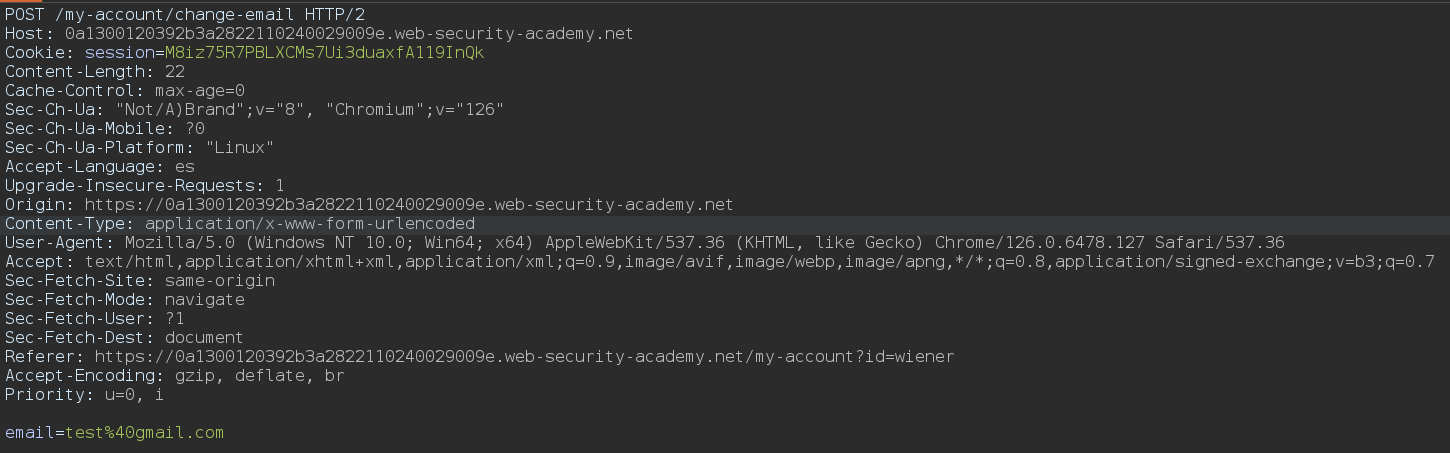 POST /my-account/change-email HTTP/2
Host: 0a1300120392b3a2822110240029009e.web-security-academy.net
Cookie: session=M8iz75R7PBLXCMs7Ui3duaxfA119InQk
Content-Length: 22
Cache-Control: max-age=0
Sec-Ch-Ua: "Not/A)Brand";v="8", "Chromium";v="126"
Sec-Ch-Ua-Mobile: ?0
Sec-Ch-Ua-Platform: "Linux"
Accept-Language: es
Upgrade-Insecure-Requests: 1
Origin: https://0a1300120392b3a2822110240029009e.web-security-academy.net
Content-Type: application/x-www-form-urlencoded
User-Agent: Mozilla/5.0 (Windows NT 10.0; Win64; x64) AppleWebKit/537.36 (KHTML, like Gecko) Chrome/126.0.6478.127 Safari/537.36
Accept: text/html,application/xhtml+xml,application/xml;q=0.9,image/avif,image/webp,image/apng,*/*;q=0.8,application/signed-exchange;v=b3;q=0.7
Sec-Fetch-Site: same-origin
Sec-Fetch-Mode: navigate
Sec-Fetch-User: ?1
Sec-Fetch-Dest: document
Referer: https://0a1300120392b3a2822110240029009e.web-security-academy.net/my-account?id=wiener
Accept-Encoding: gzip, deflate, br
Priority: u=0, i
email=test%40gmail.com